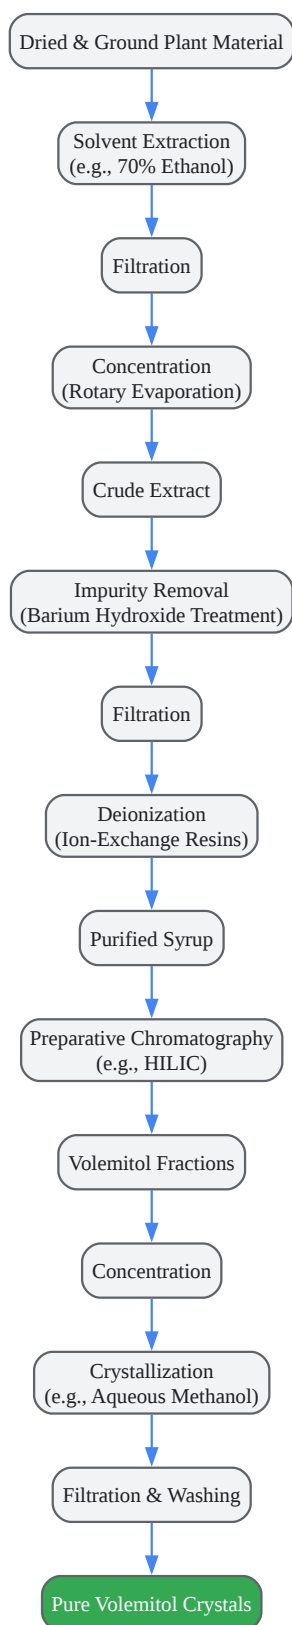 Dried & Ground Plant Material
Solvent Extraction
(e.g., 70% Ethanol)
Filtration
Concentration
(Rotary Evaporation)
Crude Extract
Impurity Removal
(Barium Hydroxide Treatment)
Filtration
Deionization
(Ion-Exchange Resins)
Purified Syrup
Preparative Chromatography
(e.g., HILIC)
Volemitol Fractions
Concentration
Crystallization
(e.g., Aqueous Methanol)
Filtration & Washing
Pure Volemitol Crystals